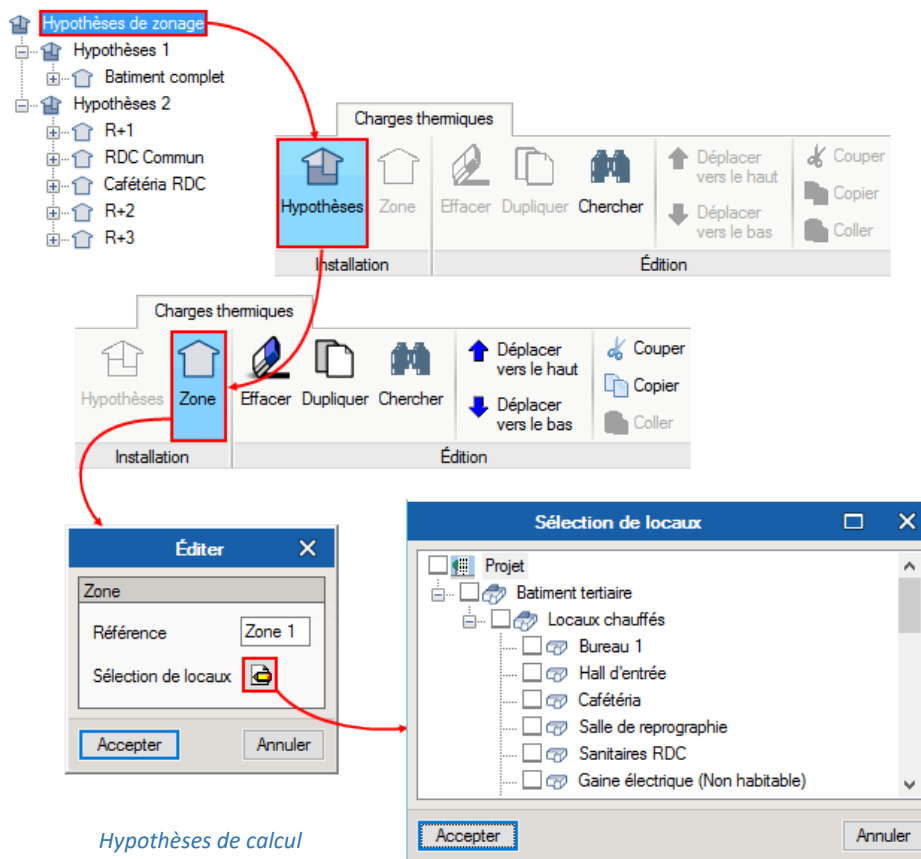 Hypothèses de zonage
Hypothèses 1
Batiment complet
Hypothèses 2
R+1
RDC Commun
Cafétéria RDC
R+2
R+3
Charges thermiques
Hypothèses
Zone
Effacer
Dupliquer
Chercher
Déplacer
vers le haut
Déplacer
vers le bas
Couper
Copier
Coller
Installation
Édition
Charges thermiques
Hypothèses
Zone
Effacer
Dupliquer
Chercher
Déplacer
vers le haut
Déplacer
vers le bas
Couper
Copier
Coller
Installation
Édition
Éditer
Zone
Référence
Zone 1
Sélection de locaux
Accepter
Annuler
Sélection de locaux
Projet
Batiment tertiaire
Locaux chauffés
Bureau 1
Hall d'entrée
Cafétéria
Salle de reprographie
Sanitaires RDC
Gaine électrique (Non habitable)
Accepter
Annuler
Hypothèses de calcul